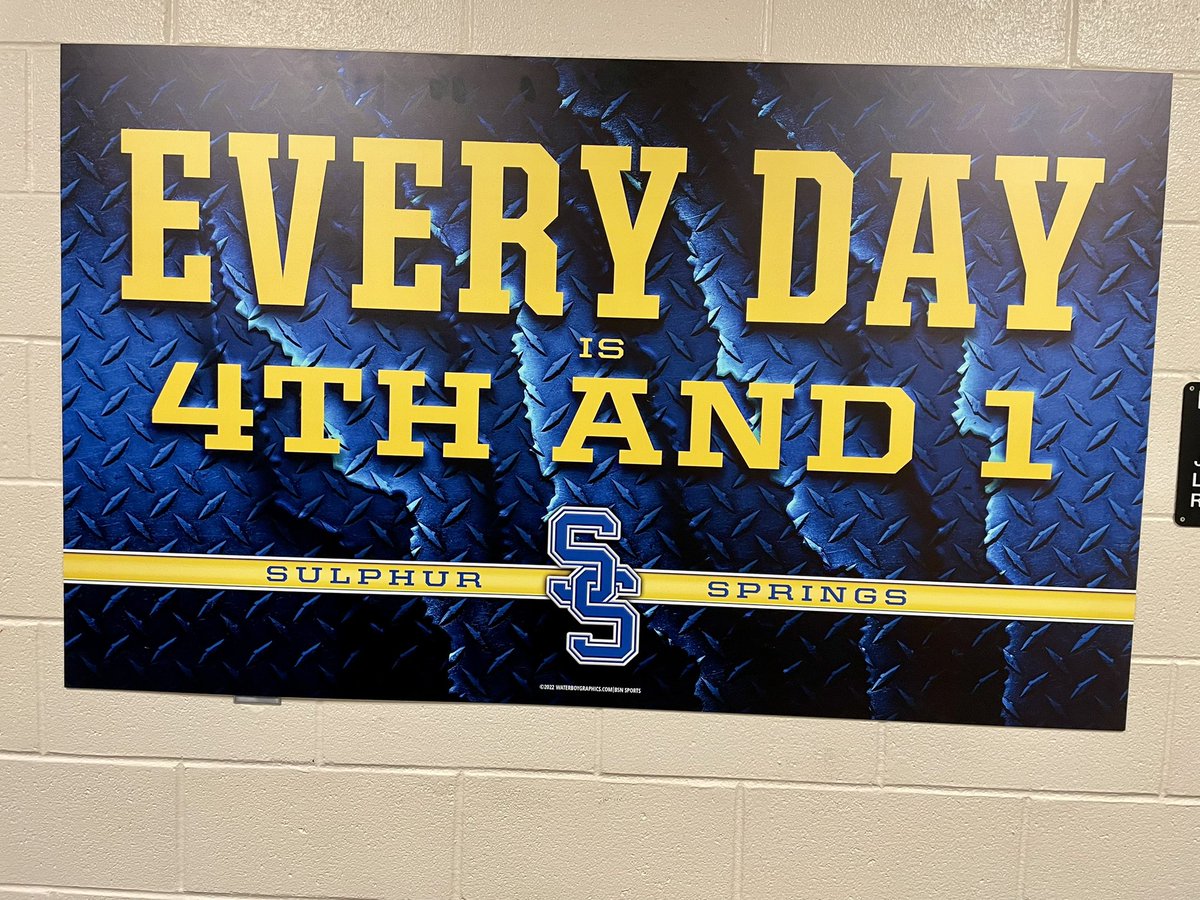 EVERY DAY
IS
4TH AND 1
SULPHUR SPRINGS
SS
©2022 WATERBOYGRAPHICS.COM|BSN SPORTS